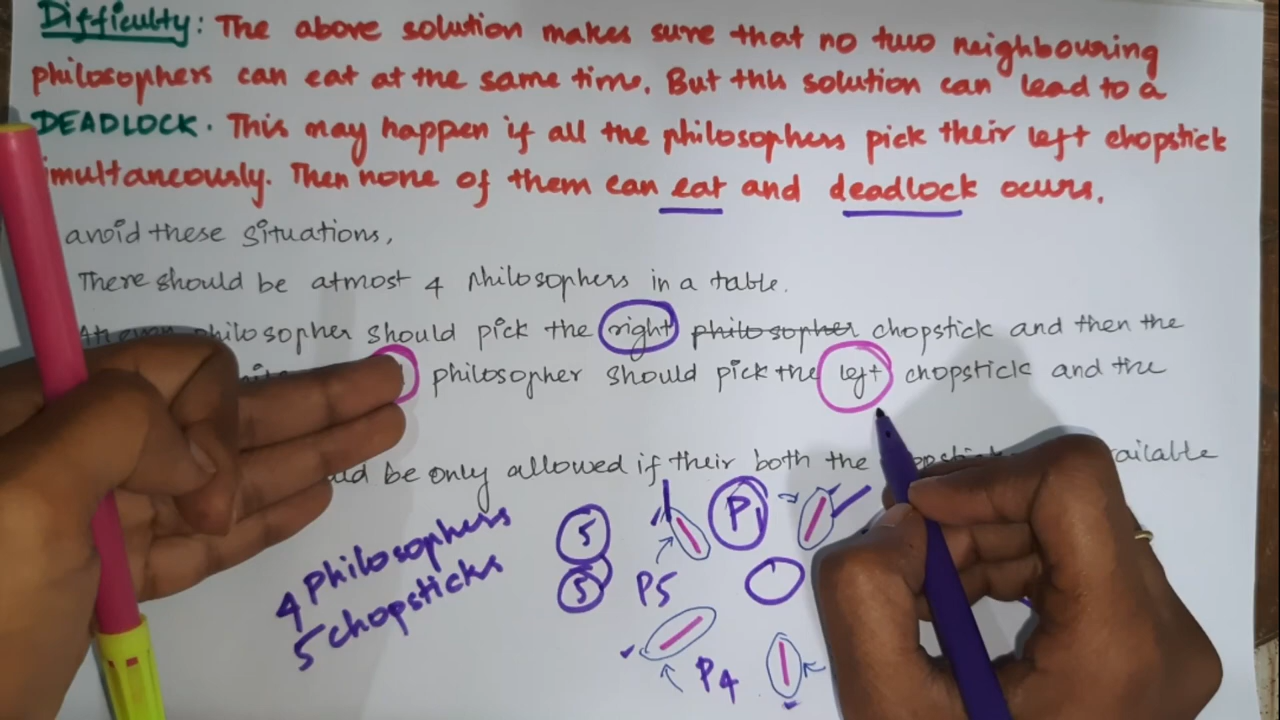 Difficulty: The above solution makes sure that no two neighbouring
philosophers can eat at the same time. But this solution can lead to a
DEADLOCK. This may happen if all the philosophers pick their left chopstick
imultaneously. Then none of them can eat and deadlock ocurs.
avoid these situations,
There should be atmost 4 philosophers in a table.
An even philosopher should pick the right philosopher chopstick and then the
philosopher should pick the left chopstick and the
be only allowed if their both the
4 philosophers
5 chopsticks
5
5
P1
P5
P4